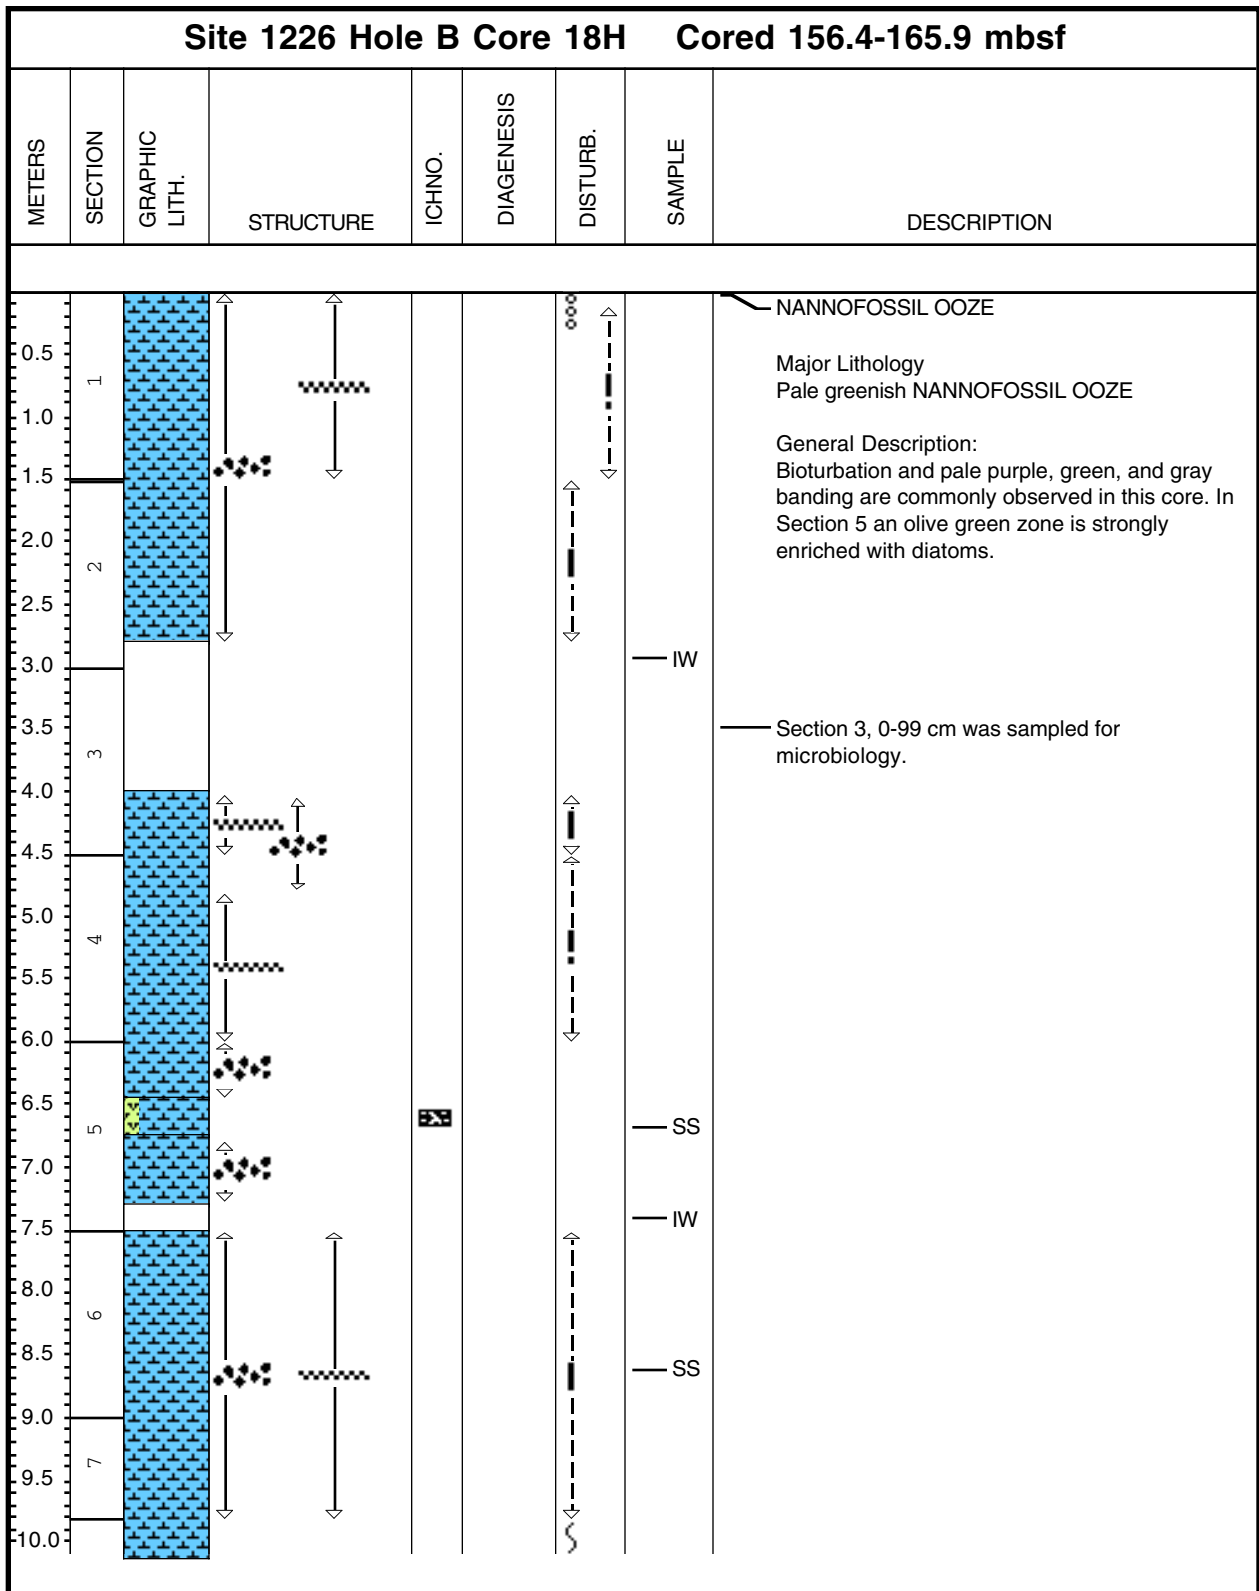 Site 1226 Hole B Core 18H Cored 156.4-165.9 mbsf
METERS
SECTION
GRAPHIC
LITH.
STRUCTURE
ICHNO.
DIAGENESIS
DISTURB.
SAMPLE
DESCRIPTION
NANNOFOSSIL OOZE
0.5
Major Lithology
1
Pale greenish NANNOFOSSIL OOZE
1.0
General Description:
1.5
Bioturbation and pale purple, green, and gray
banding are commonly observed in this core. In
Section 5 an olive green zone is strongly
enriched with diatoms.
2.0
2
2.5
3.0
IW
3.5
Section 3, 0-99 cm was sampled for
microbiology.
3
4.0
4.5
5.0
4
5.5
6.0
6.5
5
SS
7.0
7.5
IW
8.0
6
8.5
SS
9.0
7
9.5
10.0